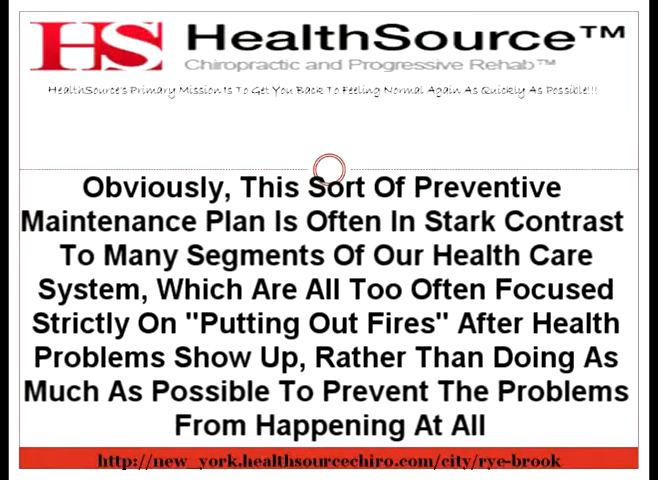 HS HealthSource™
Chiropractic and Progressive Rehab™
HealthSource's Primary Mission Is To Get You Back To Feeling Normal Again As Quickly As Possible!!!
Obviously, This Sort Of Preventive
Maintenance Plan Is Often In Stark Contrast
To Many Segments Of Our Health Care
System, Which Are All Too Often Focused
Strictly On "Putting Out Fires" After Health
Problems Show Up, Rather Than Doing As
Much As Possible To Prevent The Problems
From Happening At All
http://new_york.healthsourcechiro.com/city/rye-brook